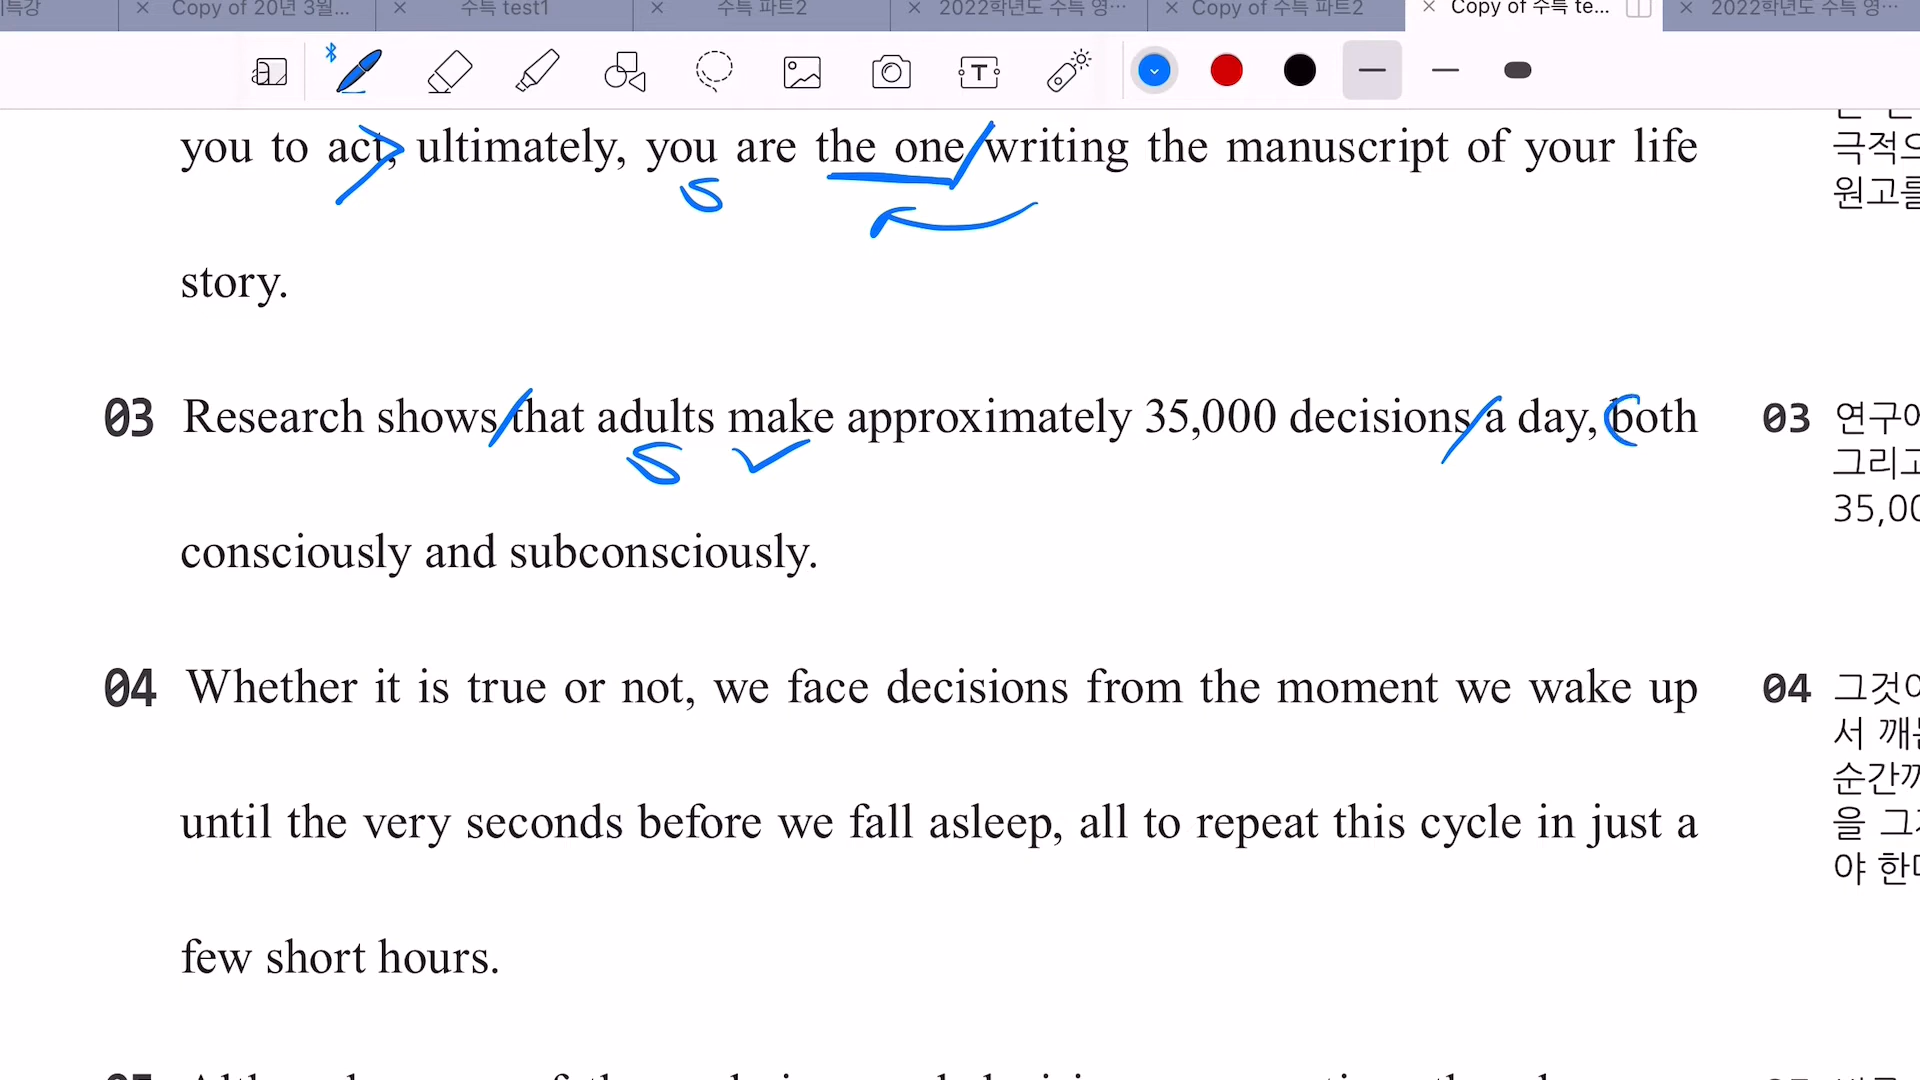 특강
Copy of 20년 3월...
수특 test1
수특 파트2
2022학년도 수특 영...
Copy of 수특 파트2
Copy of 수특 te...
2022학년도 수특 영...
T
you to act, ultimately, you are the one writing the manuscript of your life
극적으
원고를
S
story.
03 Research shows that adults make approximately 35,000 decisions a day, both
03 연구에
S
그리고
35,00
consciously and subconsciously.
04 Whether it is true or not, we face decisions from the moment we wake up
04 그것이
서 깨
순간까
until the very seconds before we fall asleep, all to repeat this cycle in just a
을 그
야 한
few short hours.